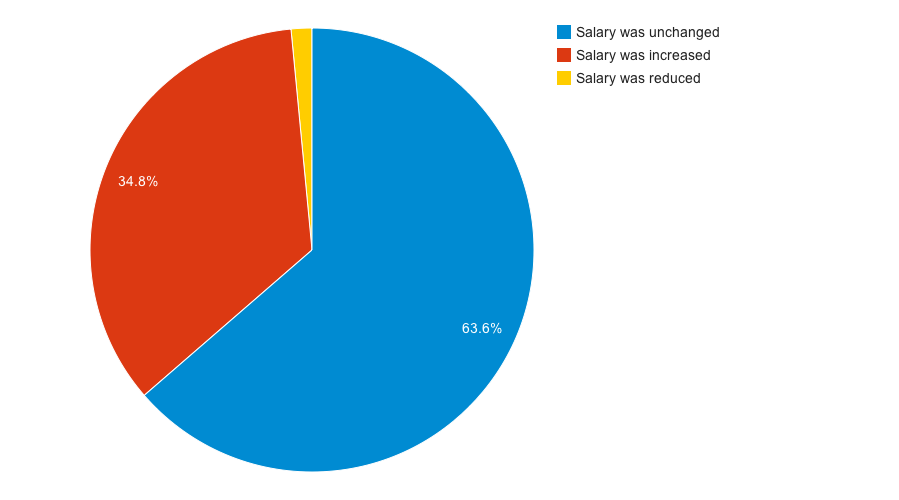 Salary was unchanged
Salary was increased
Salary was reduced
34.8%
63.6%